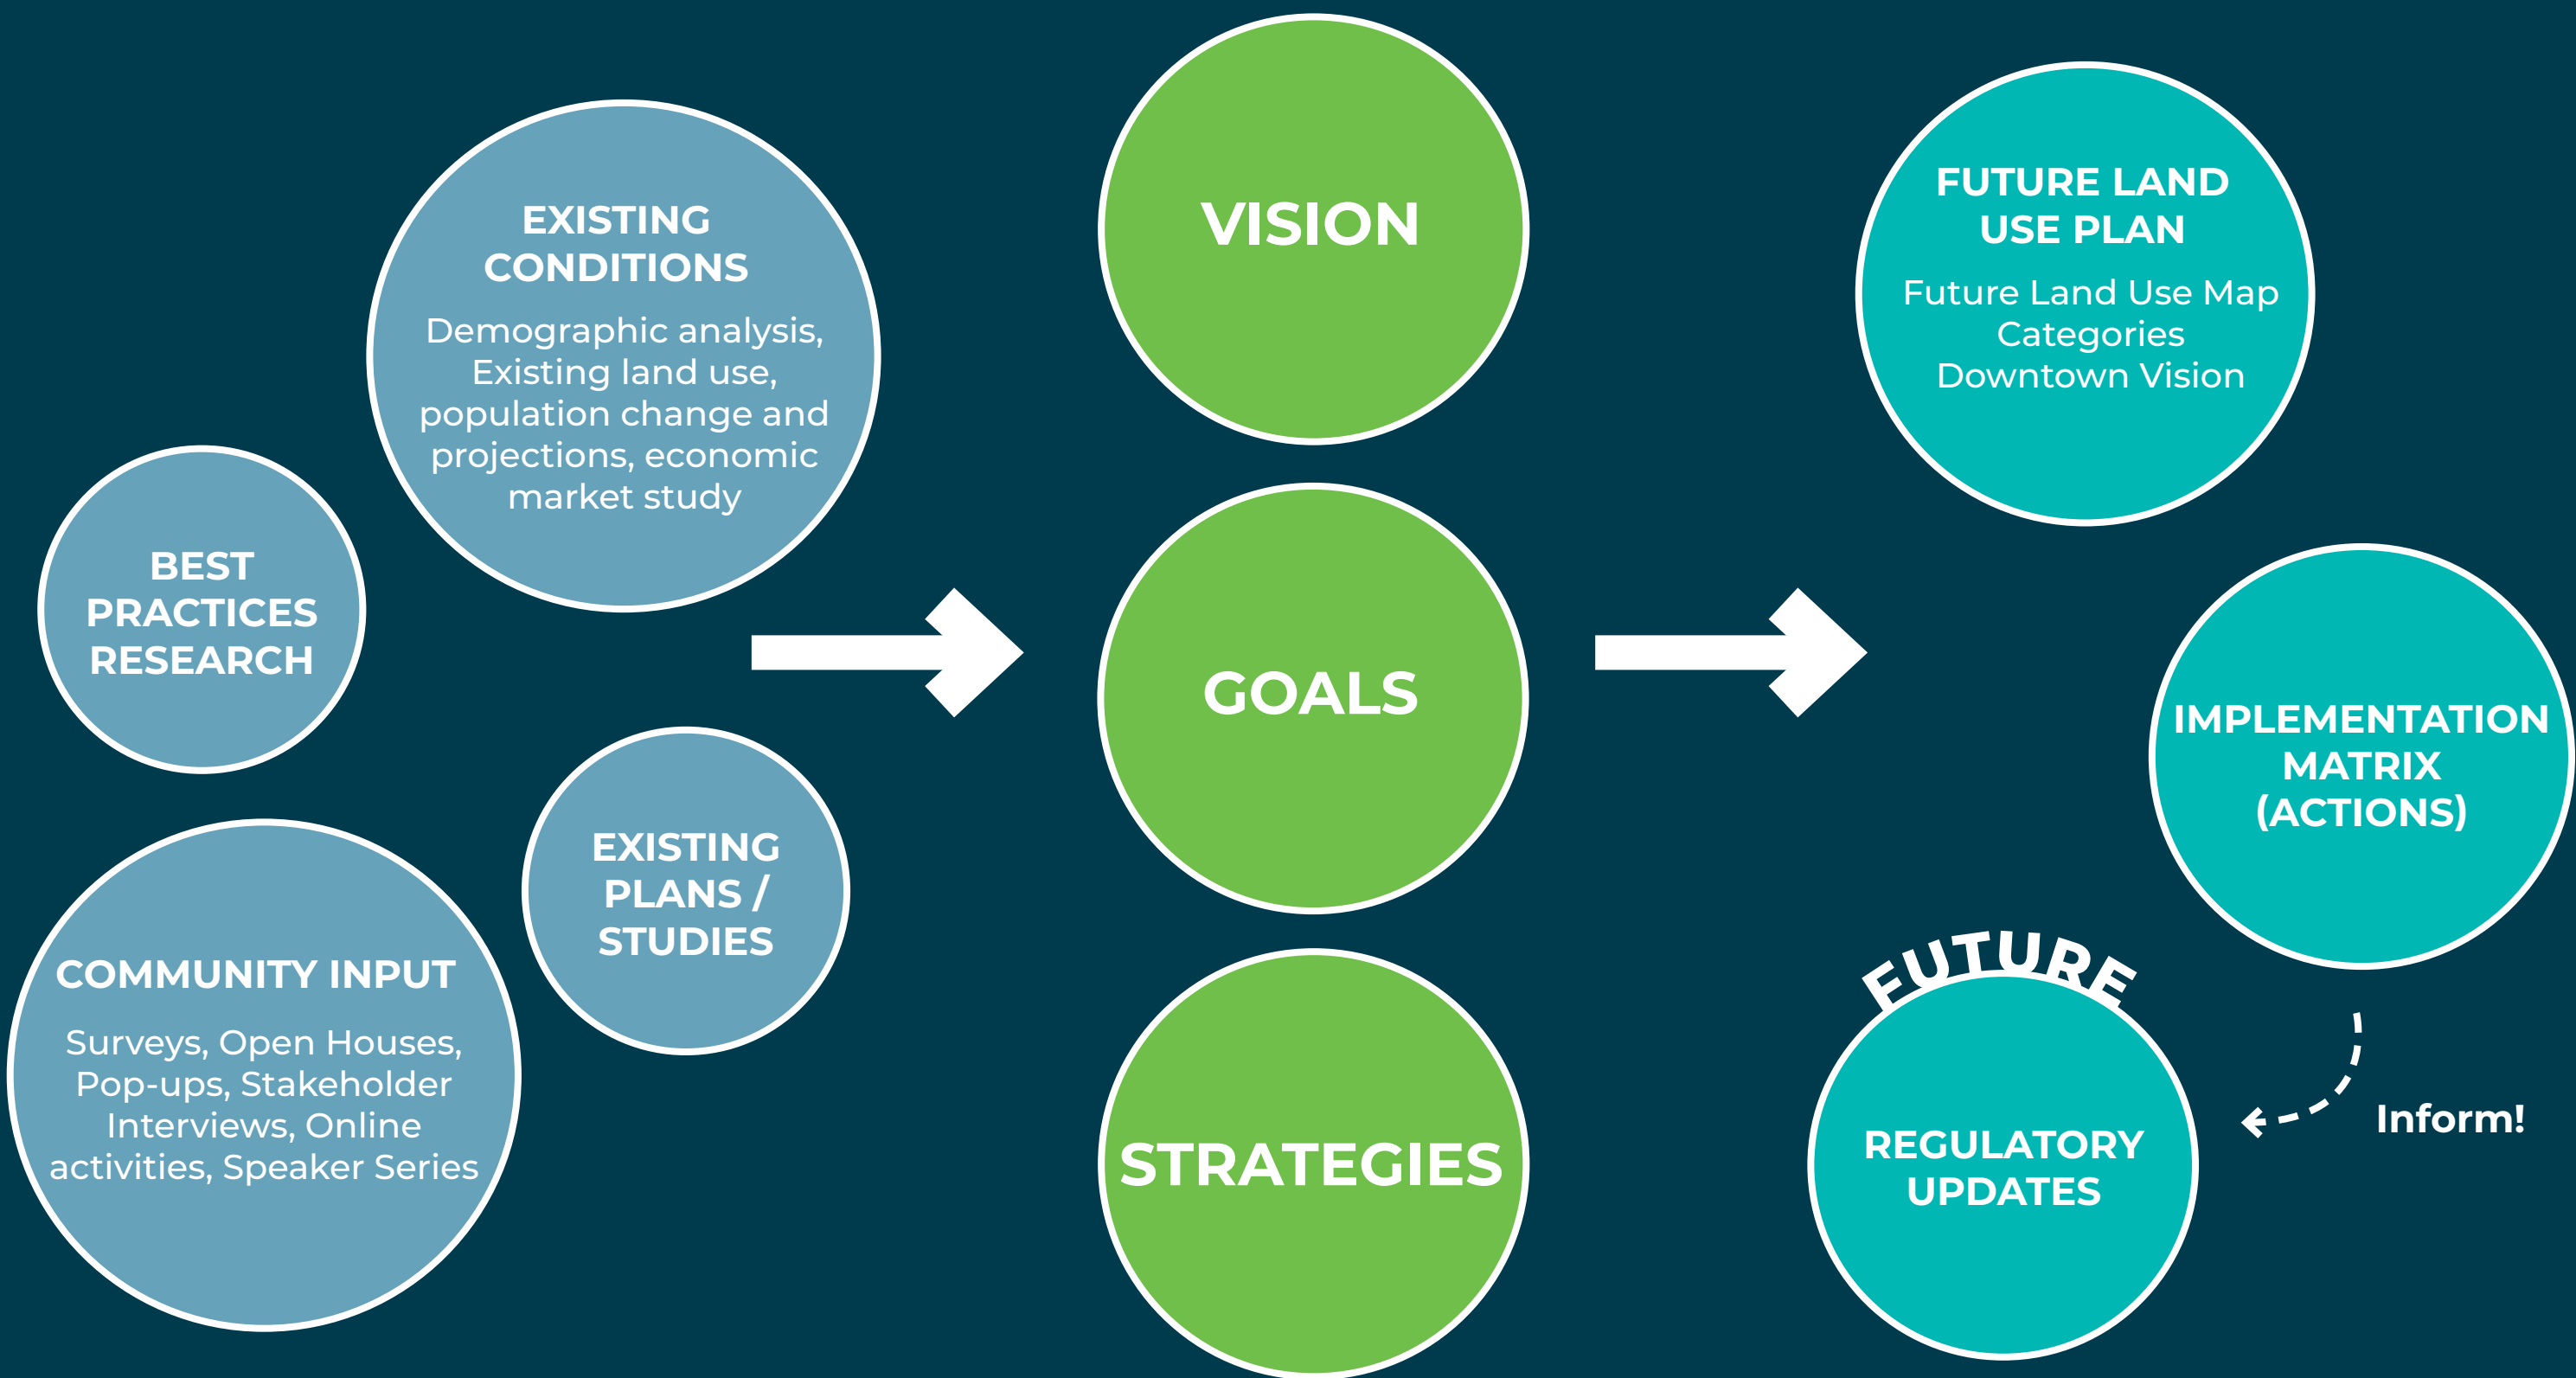 EXISTING
CONDITIONS
Demographic analysis,
Existing land use,
population change and
projections, economic
market study
BEST
PRACTICES
RESEARCH
EXISTING
PLANS /
STUDIES
COMMUNITY INPUT
Surveys, Open Houses,
Pop-ups, Stakeholder
Interviews, Online
activities, Speaker Series
VISION
GOALS
STRATEGIES
FUTURE LAND
USE PLAN
Future Land Use Map
Categories
Downtown Vision
IMPLEMENTATION
MATRIX
(ACTIONS)
Inform!
FUTURE
REGULATORY
UPDATES